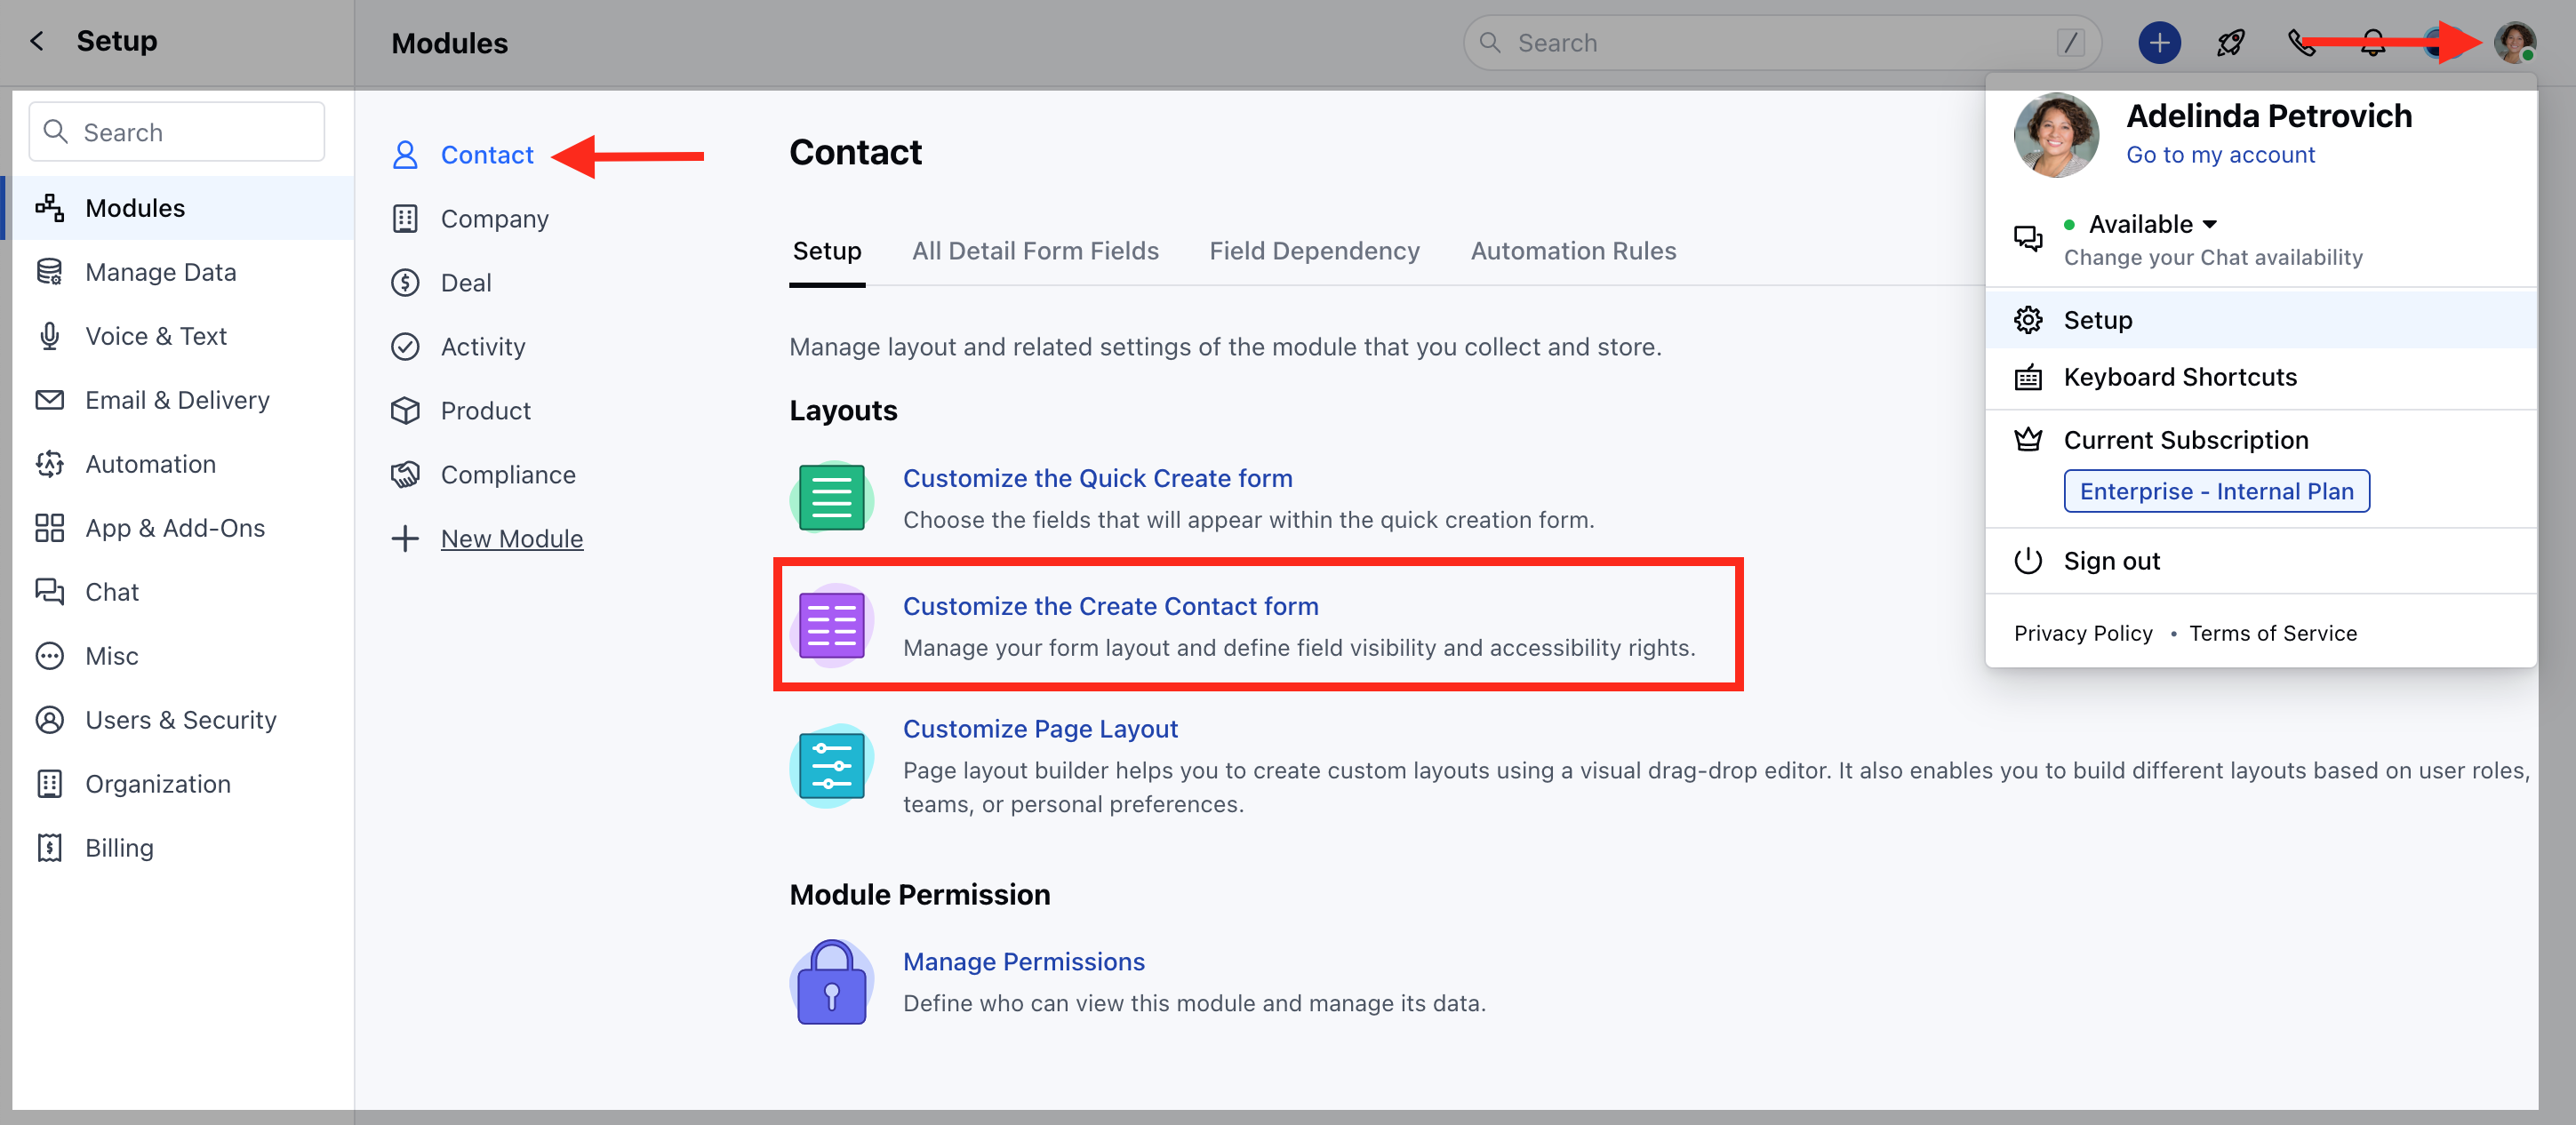 Setup
Modules
Search
/
Search
Modules
Manage Data
Voice & Text
Email & Delivery
Automation
App & Add-Ons
Chat
Misc
Users & Security
Organization
Billing
Contact
Company
Deal
Activity
Product
Compliance
New Module
Contact
Setup
All Detail Form Fields
Field Dependency
Automation Rules
Manage layout and related settings of the module that you collect and store.
Layouts
Customize the Quick Create form
Choose the fields that will appear within the quick creation form.
Customize the Create Contact form
Manage your form layout and define field visibility and accessibility rights.
Customize Page Layout
Page layout builder helps you to create custom layouts using a visual drag-drop editor. It also enables you to build different layouts based on user roles,
teams, or personal preferences.
Module Permission
Manage Permissions
Define who can view this module and manage its data.
Adelinda Petrovich
Go to my account
Available
Change your Chat availability
Setup
Keyboard Shortcuts
Current Subscription
Enterprise - Internal Plan
Sign out
Privacy Policy • Terms of Service